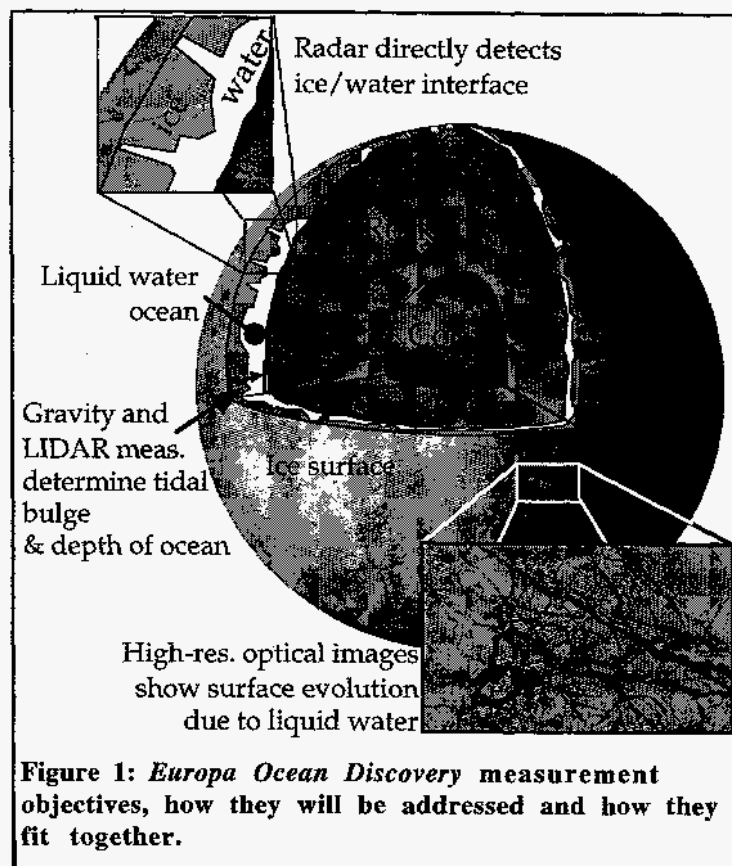 Radar directly detects
ice/water interface
ice
water
Liquid water
ocean
Gravity and
LIDAR meas.
determine tidal
bulge
& depth of ocean
Ice surface
High-res. optical images
show surface evolution
due to liquid water
Figure 1: Europa Ocean Discovery measurement
objectives, how they will be addressed and how they
fit together.